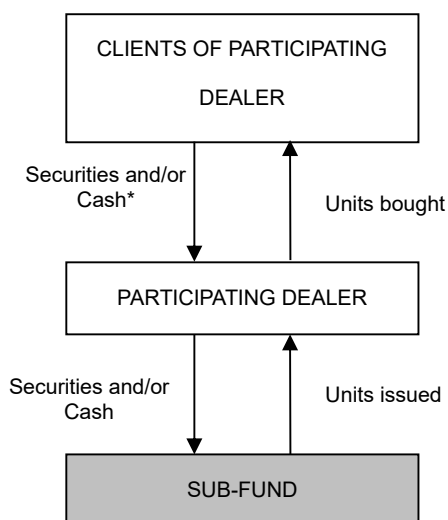 CLIENTS OF PARTICIPATING
DEALER
Securities and/or
Cash*
Units bought
PARTICIPATING DEALER
Securities and/or
Cash
Units issued
SUB-FUND